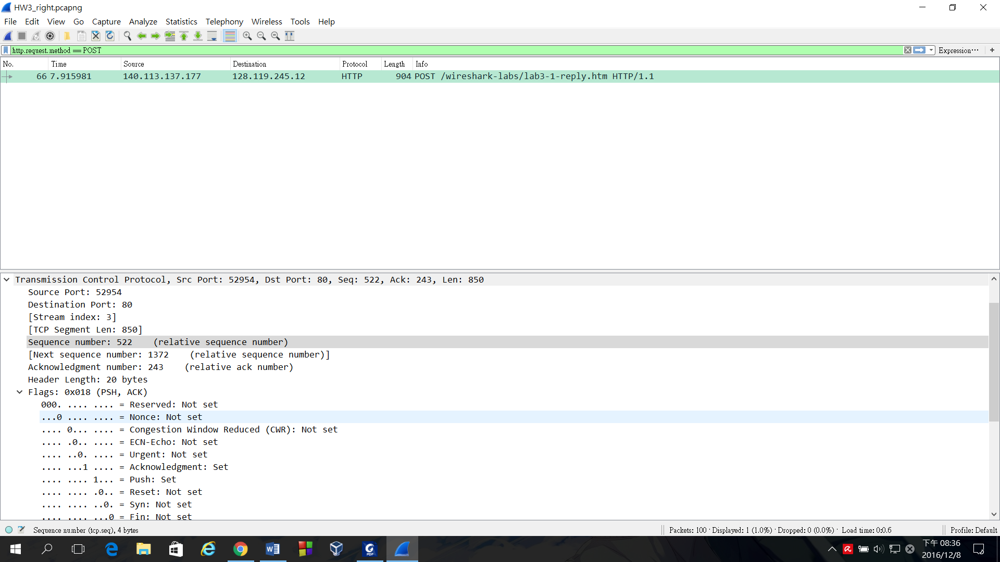 HW3_right.pcapng
File Edit View Go Capture Analyze Statistics Telephony Wireless Tools Help
http.request.method == POST Expression… +
No. Time Source Destination Protocol Length Info
66 7.915981 140.113.137.177 128.119.245.12 HTTP 904 POST /wireshark-labs/lab3-1-reply.htm HTTP/1.1
Transmission Control Protocol, Src Port: 52954, Dst Port: 80, Seq: 522, Ack: 243, Len: 850
Source Port: 52954
Destination Port: 80
[Stream index: 3]
[TCP Segment Len: 850]
Sequence number: 522 (relative sequence number)
[Next sequence number: 1372 (relative sequence number)]
Acknowledgment number: 243 (relative ack number)
Header Length: 20 bytes
Flags: 0x018 (PSH, ACK)
000. .... .... = Reserved: Not set
...0 .... .... = Nonce: Not set
.... 0... .... = Congestion Window Reduced (CWR): Not set
.... .0.. .... = ECN-Echo: Not set
.... ..0. .... = Urgent: Not set
.... ...1 .... = Acknowledgment: Set
.... .... 1... = Push: Set
.... .... .0.. = Reset: Not set
.... .... ..0. = Syn: Not set
.... .... ...0 = Fin: Not set
Sequence number (tcp.seq), 4 bytes Packets: 100 · Displayed: 1 (1.0%) · Dropped: 0 (0.0%) · Load time: 0:0.6 Profile: Default
下午 08:36
2016/12/8